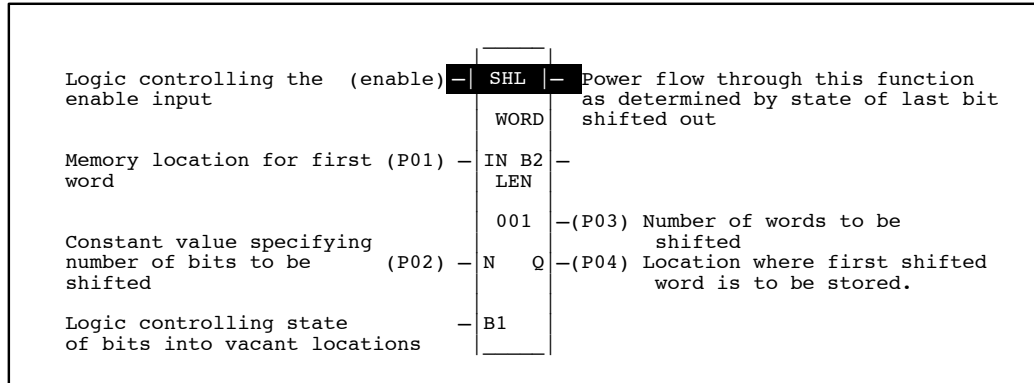 Logic controlling the (enable) SHL Power flow through this function
enable input as determined by state of last bit
WORD shifted out
Memory location for first (P01) IN B2
word LEN
001 (P03) Number of words to be
shifted
Constant value specifying
number of bits to be (P02) N Q (P04) Location where first shifted
shifted word is to be stored.
Logic controlling state B1
of bits into vacant locations